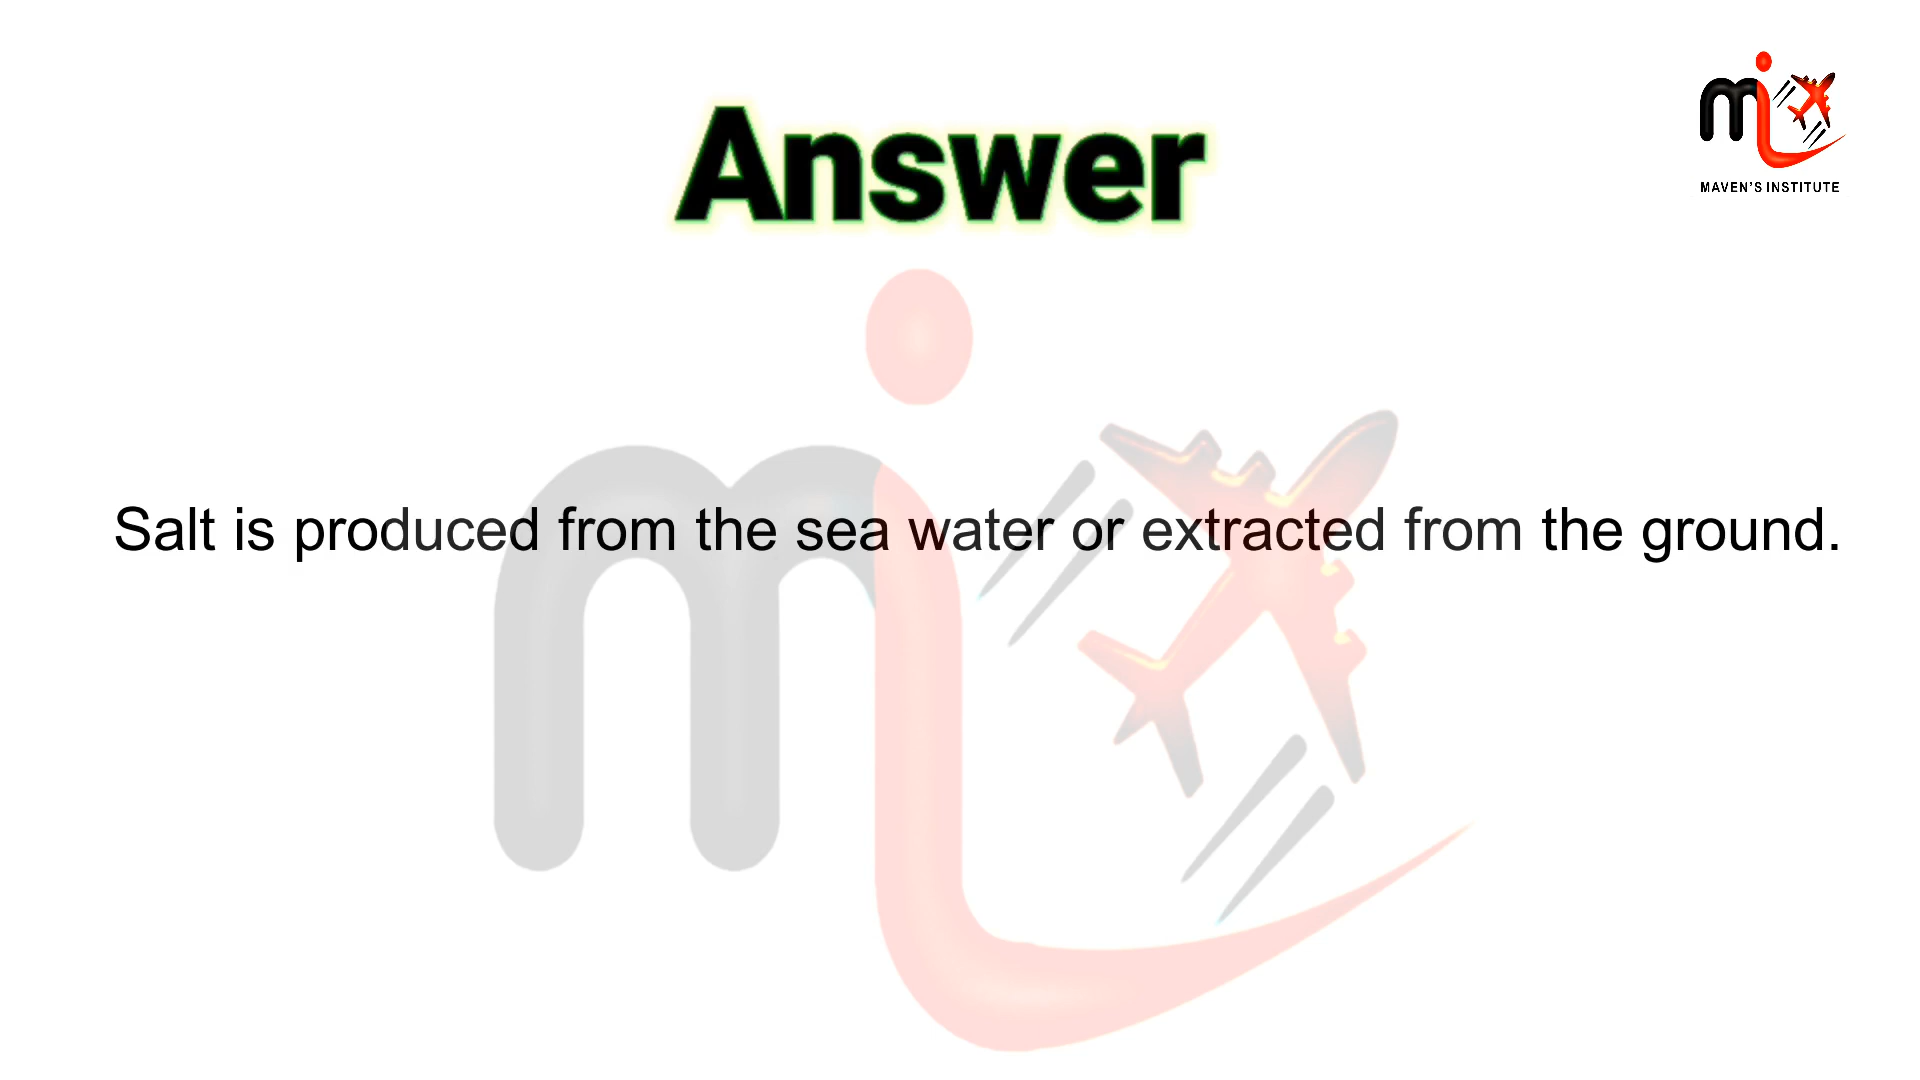 Answer
MAVEN'S INSTITUTE
Salt is produced from the sea water or extracted from the ground.